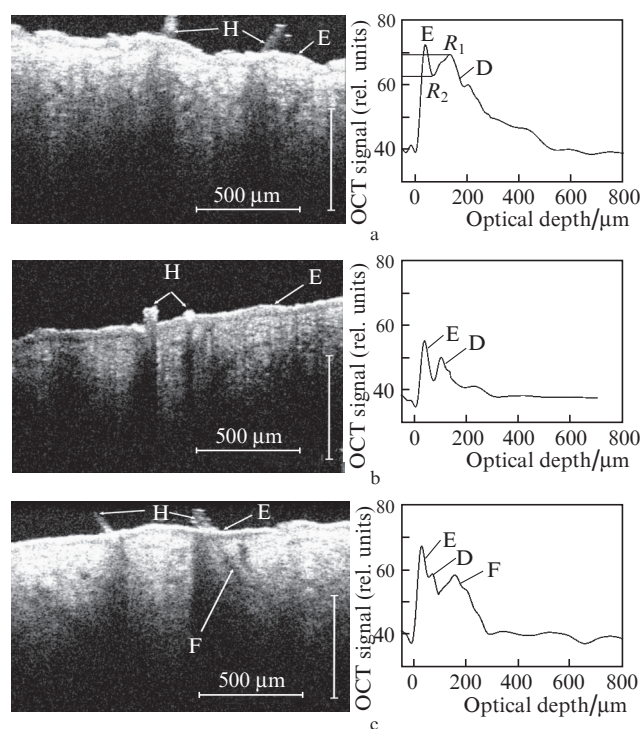 H
E
500 µm
OCT signal (rel. units)
80
60
40
E
R1
D
R2
0 200 400 600 800
Optical depth/µm
a
H
E
500 µm
OCT signal (rel. units)
80
60
40
E
D
0 200 400 600 800
Optical depth/µm
b
H
E
F
500 µm
OCT signal (rel. units)
80
60
40
E
D
F
0 200 400 600 800
Optical depth/µm
c